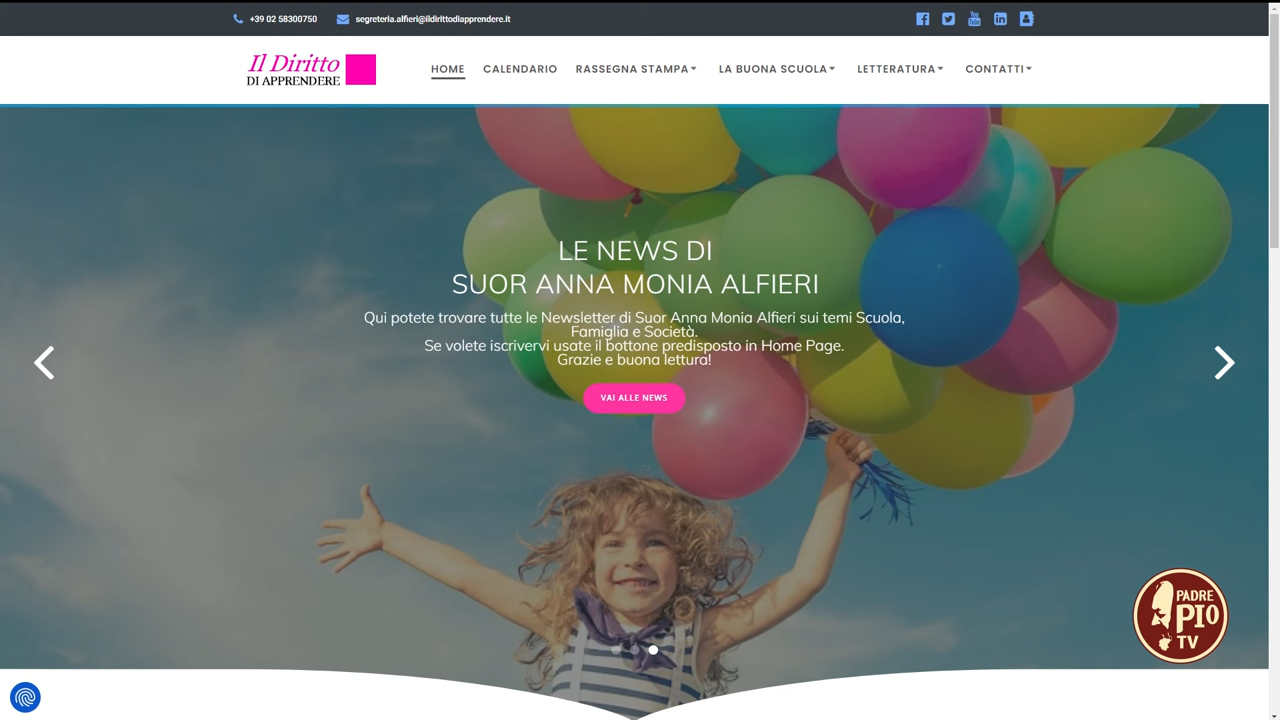 +39 02 58300750 segreteria.alfieri@ildirittodiapprendere.it
Il Diritto
DI APPRENDERE
HOME CALENDARIO RASSEGNA STAMPA LA BUONA SCUOLA LETTERATURA CONTATTI
LE NEWS DI
SUOR ANNA MONIA ALFIERI
Qui potete trovare tutte le Newsletter di Suor Anna Monia Alfieri sui temi Scuola,
Famiglia e Società.
Se volete iscrivervi usate il bottone predisposto in Home Page.
Grazie e buona lettura!
VAI ALLE NEWS
PADRE
PIO
TV